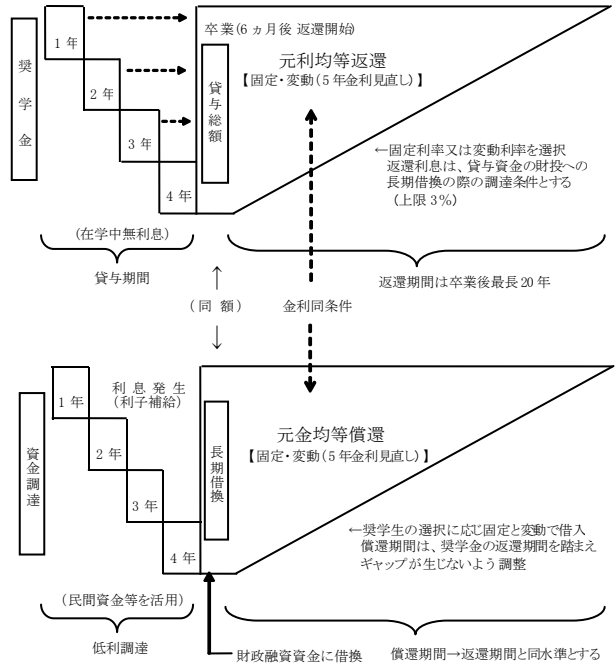 奨学金
1年
2年
3年
4年
卒業(6ヵ月後 返還開始)
貸与総額
元利均等返還
【固定・変動(5年金利見直し)】
←固定利率又は変動利率を選択
返還利息は、貸与資金の財投への
長期借換の際の調達条件とする
(上限3%)
(在学中無利息)
貸与期間
返還期間は卒業後最長20年
(同額)
金利同条件
資金調達
1年
2年
3年
4年
利息発生
(利子補給)
長期借換
元金均等償還
【固定・変動(5年金利見直し)】
←奨学生の選択に応じ固定と変動で借入
償還期間は、奨学金の返還期間を踏まえ
ギャップが生じないよう調整
(民間資金等を活用)
低利調達
財政融資資金に借換
償還期間→返還期間と同水準とする